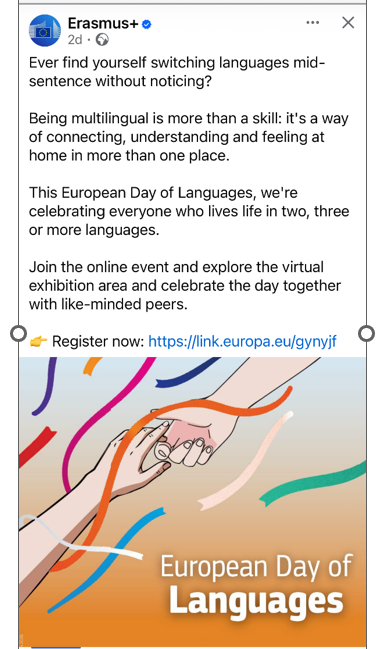 Erasmus+
2d
Ever find yourself switching languages mid-
sentence without noticing?
Being multilingual is more than a skill: it's a way
of connecting, understanding and feeling at
home in more than one place.
This European Day of Languages, we're
celebrating everyone who lives life in two, three
or more languages.
Join the online event and explore the virtual
exhibition area and celebrate the day together
with like-minded peers.
👉 Register now: https://link.europa.eu/gynyjf
European Day of
Languages